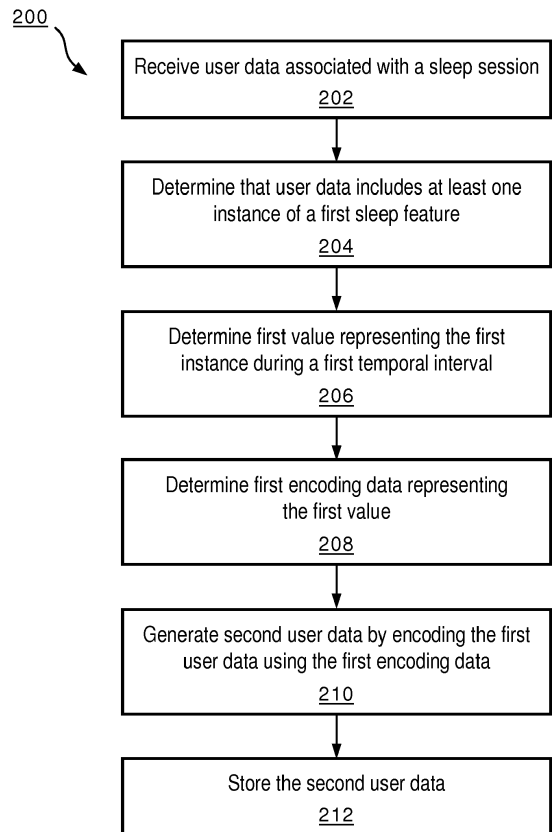 200
Receive user data associated with a sleep session
202
Determine that user data includes at least one
instance of a first sleep feature
204
Determine first value representing the first
instance during a first temporal interval
206
Determine first encoding data representing
the first value
208
Generate second user data by encoding the first
user data using the first encoding data
210
Store the second user data
212